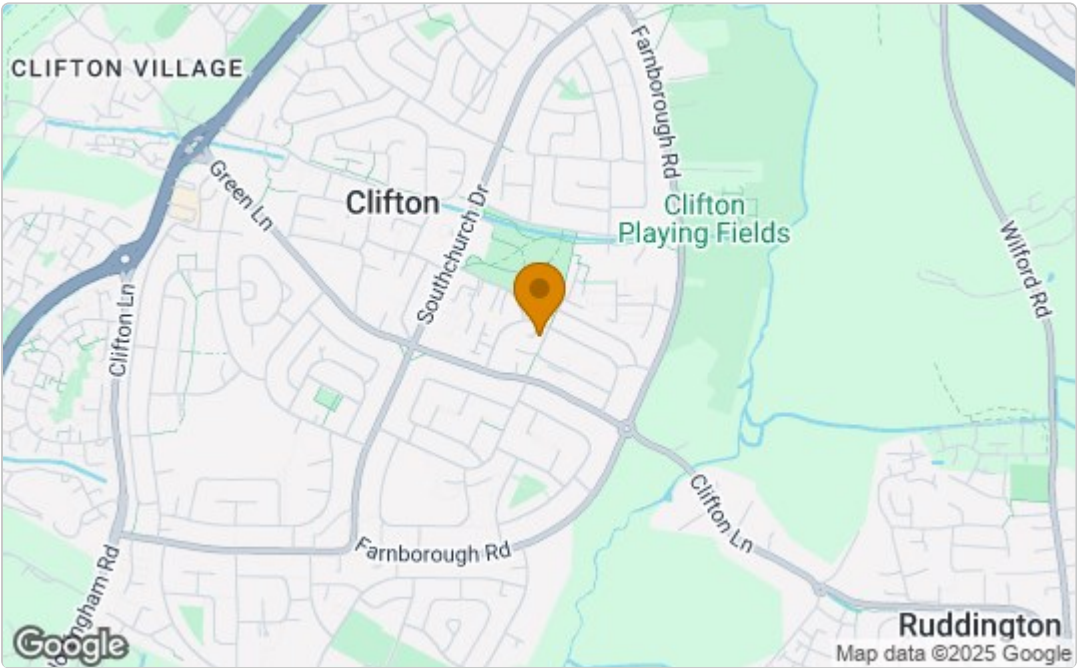 CLIFTON VILLAGE
Farnborough Rd
Green Ln
Clifton
Southchurch Dr
Clifton
Playing Fields
Wilford Rd
Clifton Ln
Clifton Ln
Farnborough Rd
Ruddington
Google
Map data ©2025 Google